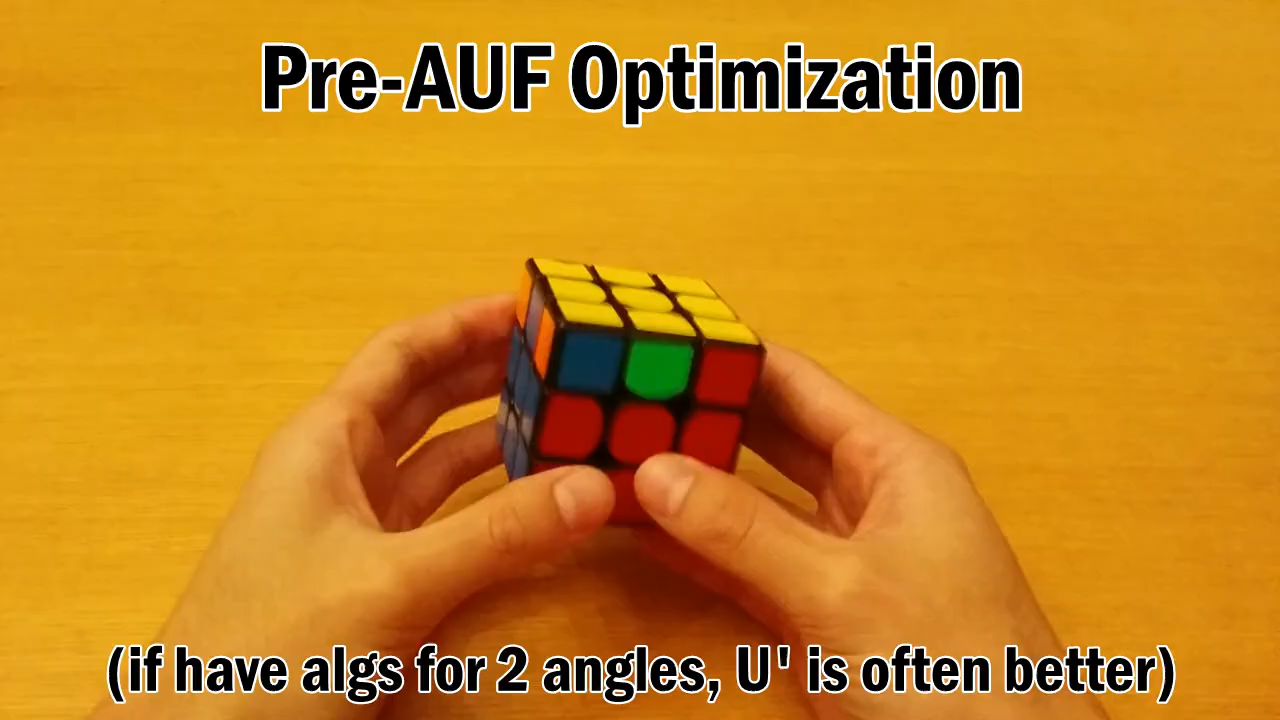 Pre-AUF Optimization
(if have algs for 2 angles, U' is often better)